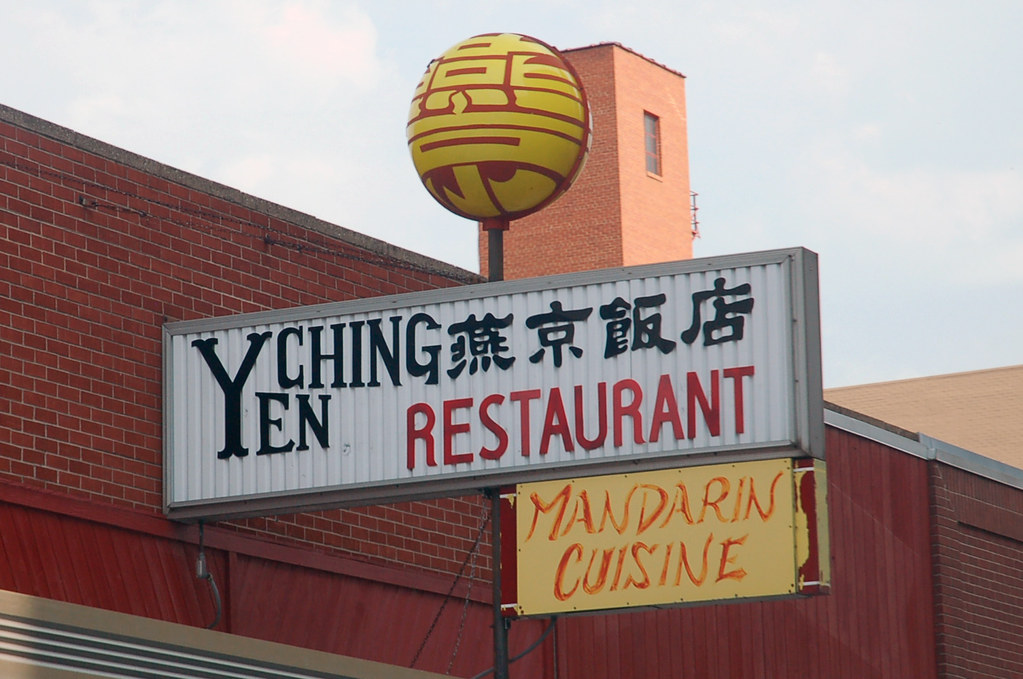 YEN CHING 燕京飯店
RESTAURANT
MANDARIN
CUISINE